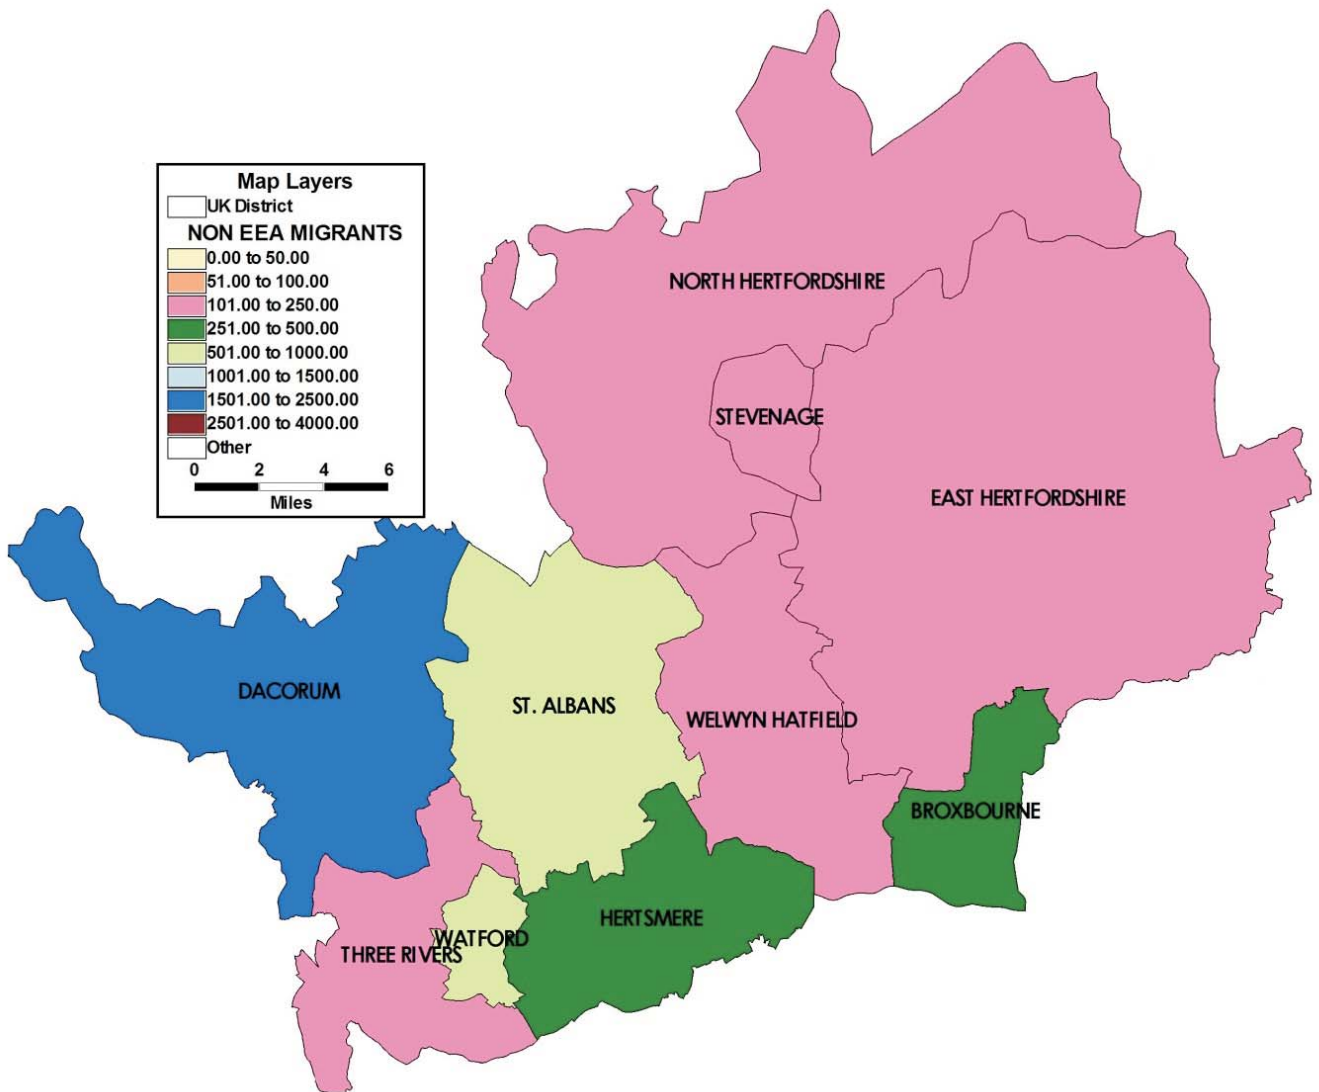 Map Layers
UK District
NON EEA MIGRANTS
0.00 to 50.00
51.00 to 100.00
101.00 to 250.00
251.00 to 500.00
501.00 to 1000.00
1001.00 to 1500.00
1501.00 to 2500.00
2501.00 to 4000.00
Other
0 2 4 6
Miles
NORTH HERTFORDSHIRE
STEVENAGE
EAST HERTFORDSHIRE
DACORUM
ST. ALBANS
WELWYN HATFIELD
BROXBOURNE
HERTSMERE
WATFORD
THREE RIVERS